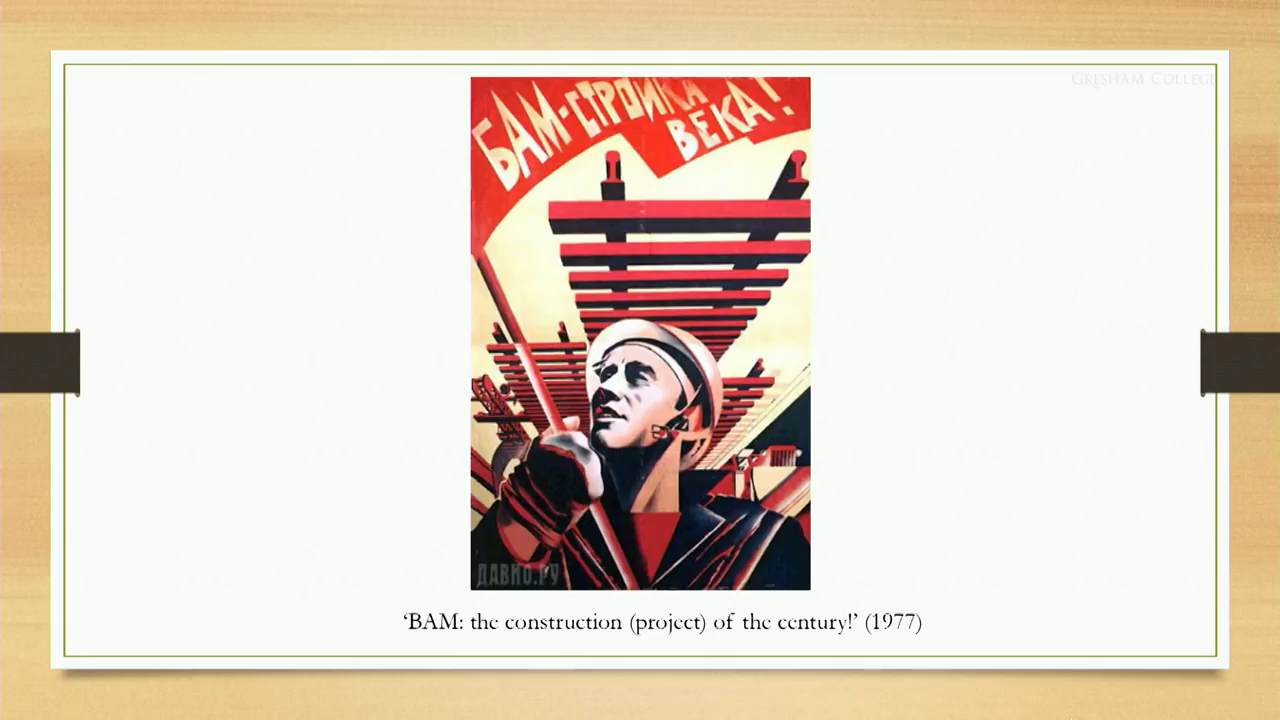 GRESHAM COLLEGE
БАМ-СТРОЙКА
ВЕКА!
ДАВНО.РУ
‘BAM: the construction (project) of the century!’ (1977)